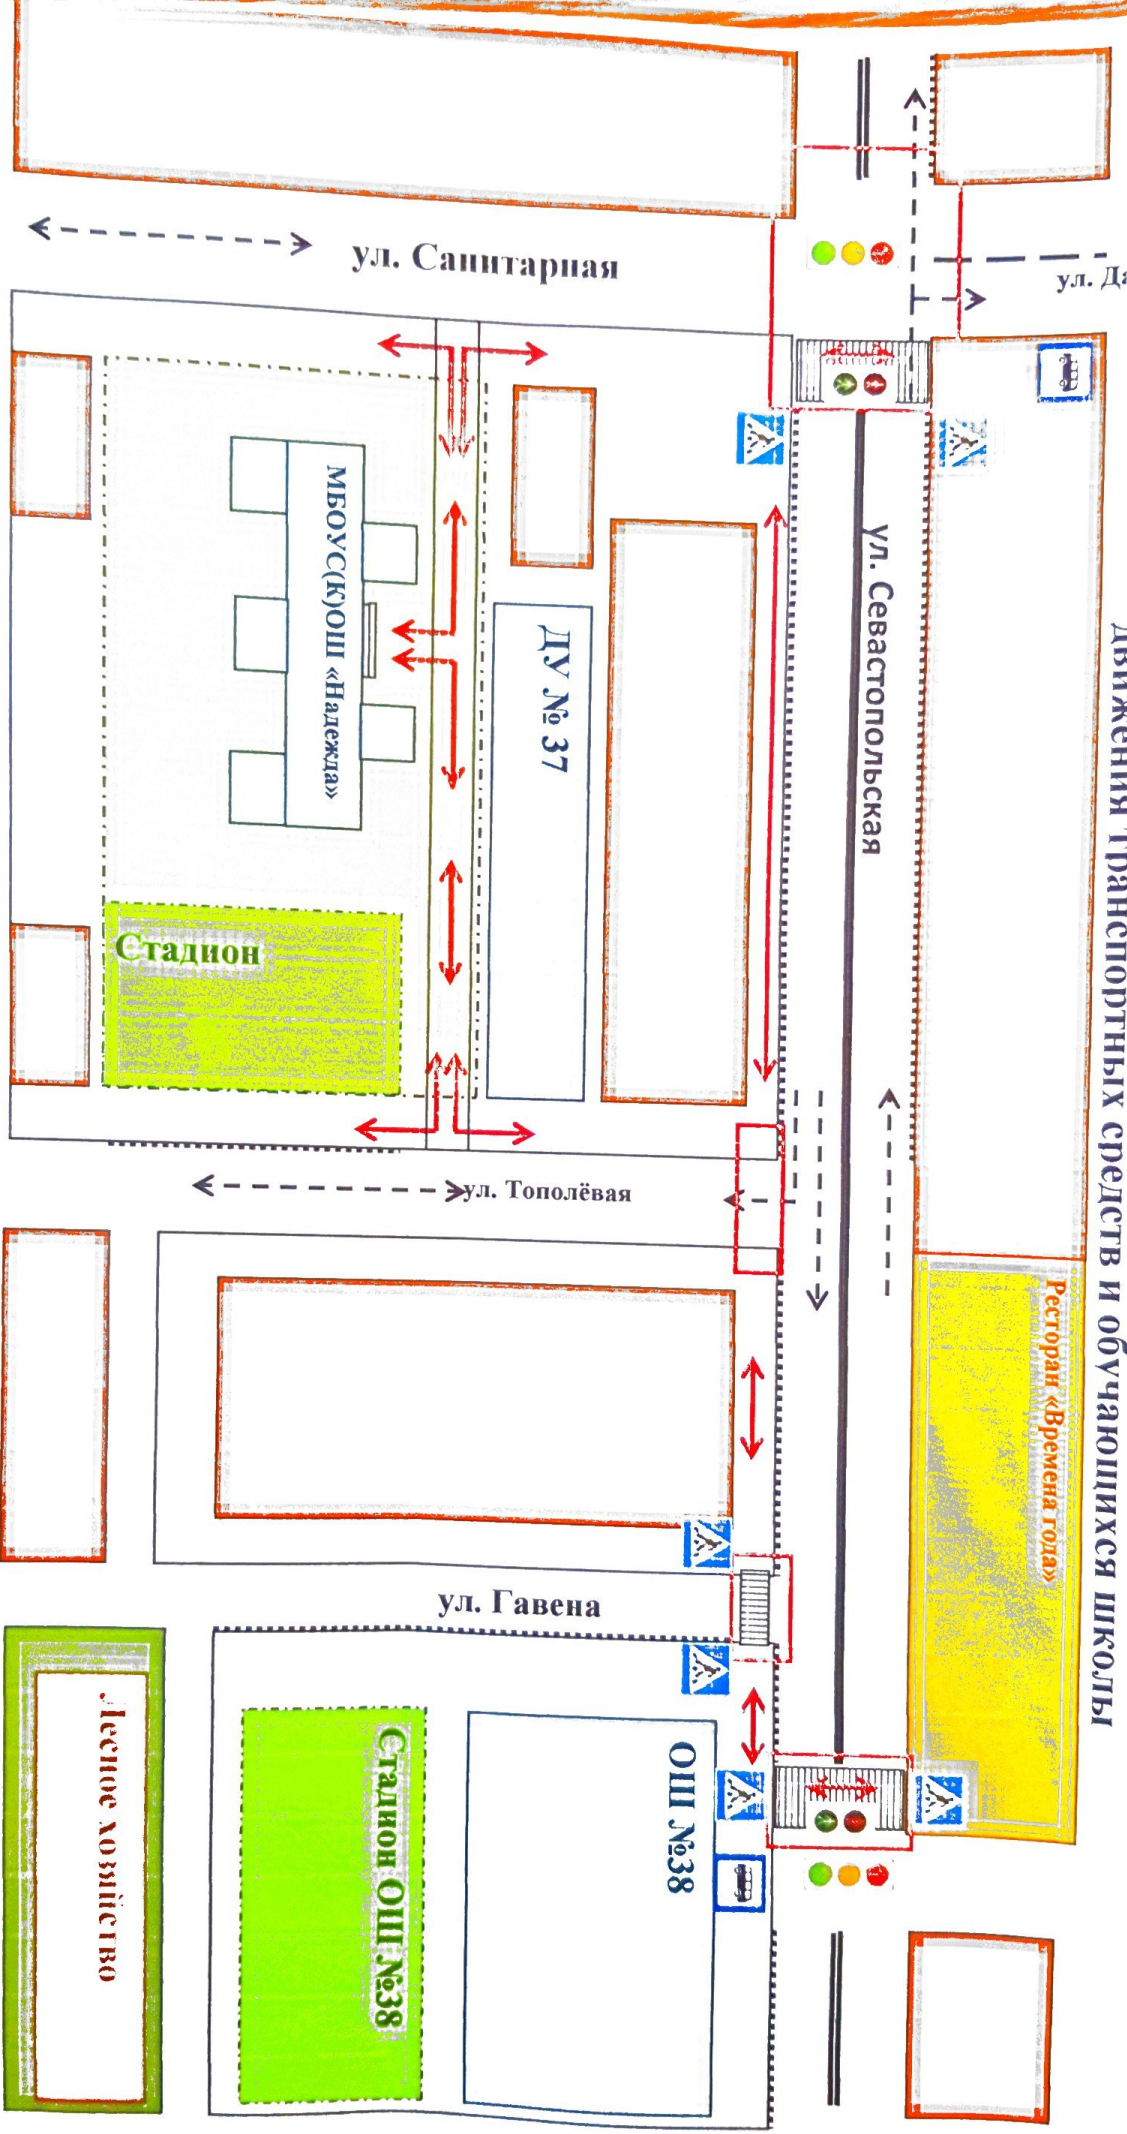 движения транспортных средств и обучающихся школы
ул. Санитарная
ул. Да
ул. Севастопольская
МБОУС(К)ОШ «Надежда»
ДУ № 37
Стадион
ул. Тополёвая
Ресторан «Времена года»
ул. Гавена
ОШ №38
Стадион ОШ №38
Лесное хозяйство